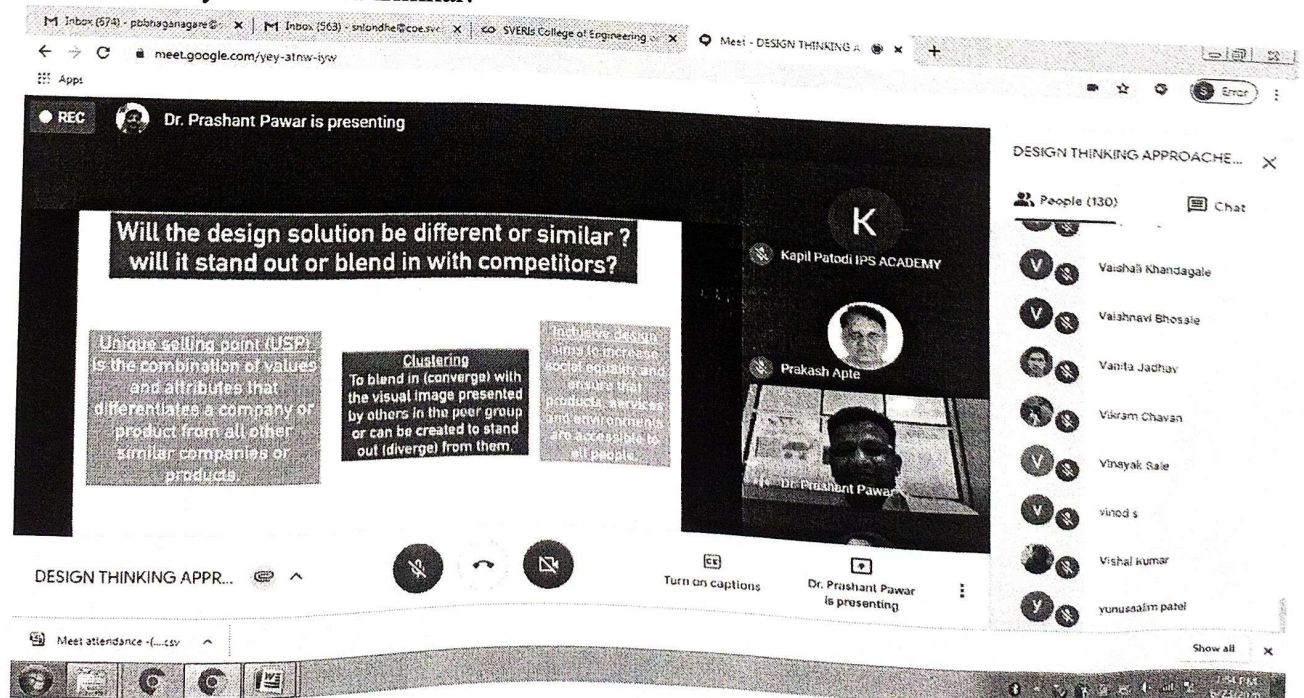 Inbox (674) - pbbhaganagare@
Inbox (563) - sntondhe@coe.sve
SVERIs College of Engineering
Meet - DESIGN THINKING A
meet.google.com/yey-atnw-iyw
Apps
Error
REC
Dr. Prashant Pawar is presenting
Will the design solution be different or similar ?
will it stand out or blend in with competitors?
Unique selling point (USP)
is the combination of values
and attributes that
differentiates a company or
product from all other
similar companies or
products.
Clustering
To blend in (converge) with
the visual image presented
by others in the peer group
or can be created to stand
out (diverge) from them.
Inclusive design
aims to increase
social equality and
ensure that
products, services
and environments
are accessible to
all people.
K
Kapil Patodi IPS ACADEMY
Prakash Apte
Dr. Prashant Pawar
DESIGN THINKING APPROACHE...
People (130)
Chat
V
Vaishali Khandagale
V
Vaishnavi Bhosale
Vanita Jadhav
Vikram Chavan
V
Vinayak Sale
V
vinod s
Vishal kumar
y
yunusaalim patel
DESIGN THINKING APPR...
Turn on captions
Dr. Prashant Pawar
is presenting
Meet attendance -(....csv
Show all